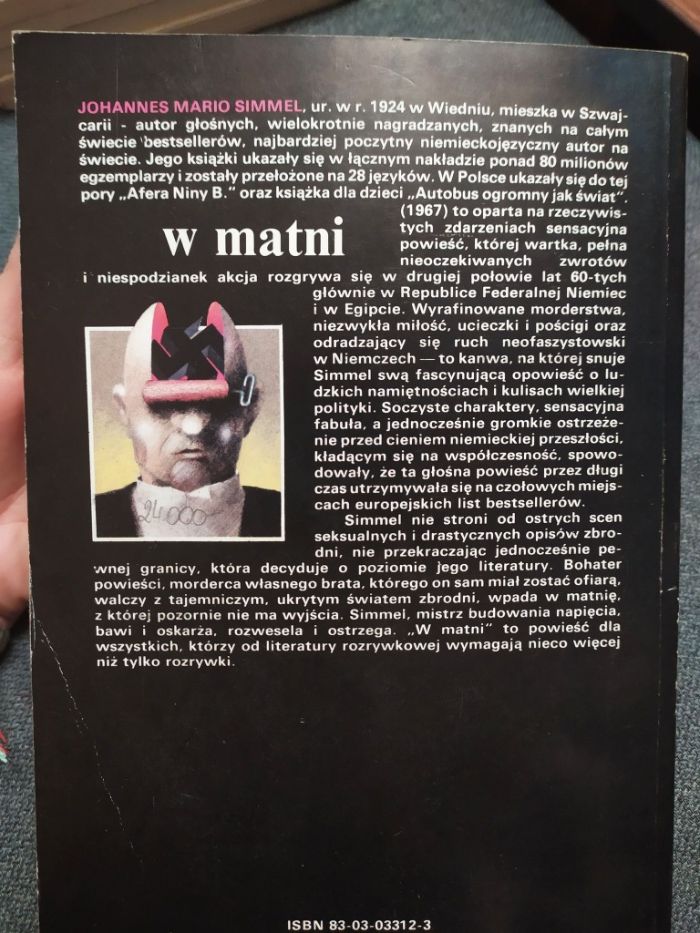 JOHANNES MARIO SIMMEL, ur. w r. 1924 w Wiedniu, mieszka w Szwaj-
carii - autor głośnych, wielokrotnie nagradzanych, znanych na całym
świecie bestsellerów, najbardziej poczytny niemieckojęzyczny autor na
świecie. Jego książki ukazały się w łącznym nakładzie ponad 80 milionów
egzemplarzy i zostały przełożone na 28 języków. W Polsce ukazały się do tej
pory „Afera Niny B." oraz książka dla dzieci „Autobus ogromny jak świat".
w matni
(1967) to oparta na rzeczywis-
tych zdarzeniach sensacyjna
powieść, której wartka, pełna
nieoczekiwanych zwrotów
i niespodzianek akcja rozgrywa się w drugiej połowie lat 60-tych
głównie w Republice Federalnej Niemiec
i w Egipcie. Wyrafinowane morderstwa,
niezwykła miłość, ucieczki i pościgi oraz
odradzający się ruch neofaszystowski
w Niemczech — to kanwa, na której snuje
Simmel swą fascynującą opowieść o lu-
dzkich namiętnościach i kulisach wielkiej
polityki. Soczyste charaktery, sensacyjna
fabuła, a jednocześnie gromkie ostrzeże-
nie przed cieniem niemieckiej przeszłości,
kładącym się na współczesność, spowo-
dowały, że ta głośna powieść przez długi
czas utrzymywała się na czołowych miejs-
cach europejskich list bestsellerów.
24000
Simmel nie stroni od ostrych scen
seksualnych i drastycznych opisów zbro-
dni, nie przekraczając jednocześnie pe-
wnej granicy, która decyduje o poziomie jego literatury. Bohater
powieści, morderca własnego brata, którego on sam miał zostać ofiarą,
walczy z tajemniczym, ukrytym światem zbrodni, wpada w matnię,
z której pozornie nie ma wyjścia. Simmel, mistrz budowania napięcia,
bawi i oskarża, rozwesela i ostrzega. „W matni" to powieść dla
wszystkich, którzy od literatury rozrywkowej wymagają nieco więcej
niż tylko rozrywki.
ISBN 83-03-03312-3